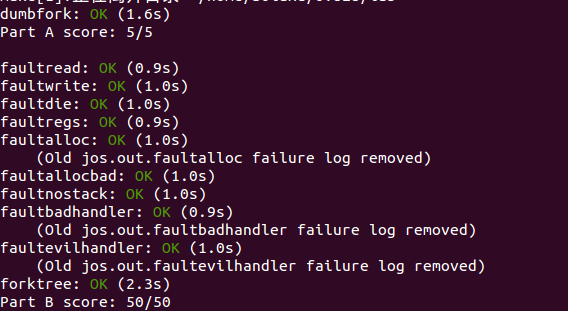 dumbfork: OK (1.6s)
Part A score: 5/5
faultread: OK (0.9s)
faultwrite: OK (1.0s)
faultdie: OK (1.0s)
faultregs: OK (0.9s)
faultalloc: OK (1.0s)
(Old jos.out.faultalloc failure log removed)
faultallocbad: OK (1.0s)
faultnostack: OK (1.0s)
faultbadhandler: OK (0.9s)
(Old jos.out.faultbadhandler failure log removed)
faultevilhandler: OK (1.0s)
(Old jos.out.faultevilhandler failure log removed)
forktree: OK (2.3s)
Part B score: 50/50